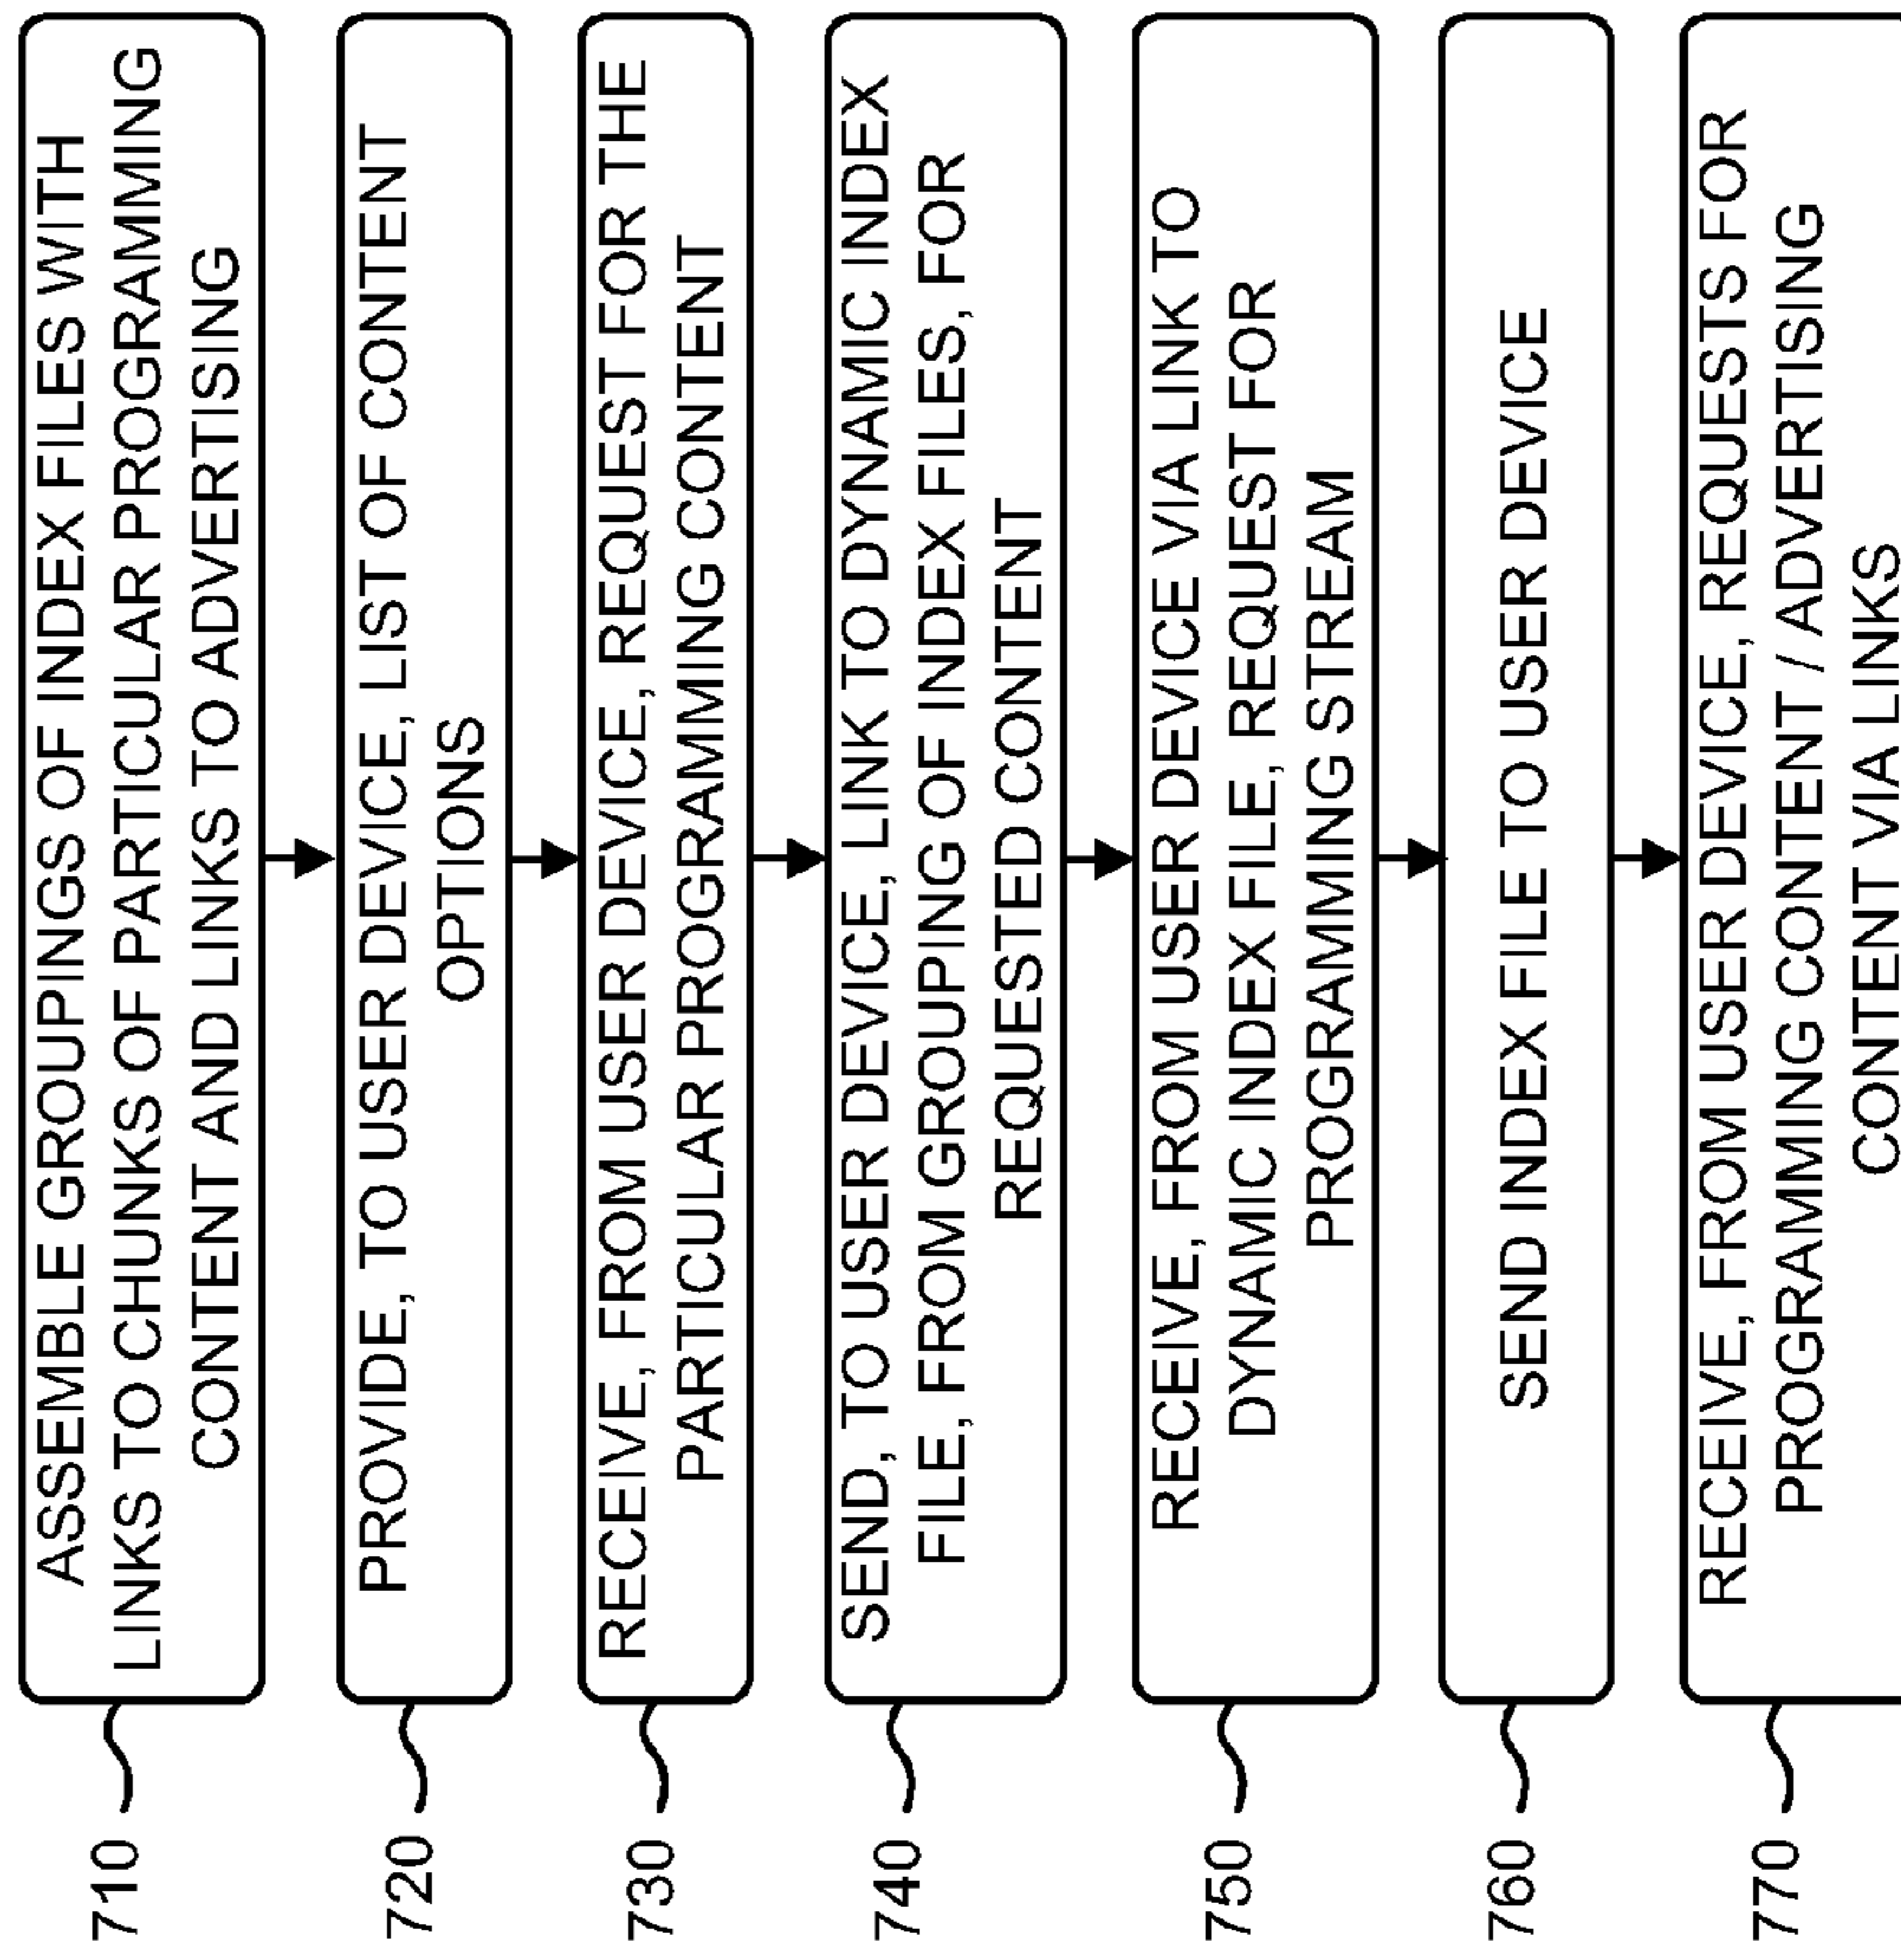 710
ASSEMBLE GROUPINGS OF INDEX FILES WITH
LINKS TO CHUNKS OF PARTICULAR PROGRAMMING
CONTENT AND LINKS TO ADVERTISING
720
PROVIDE, TO USER DEVICE, LIST OF CONTENT
OPTIONS
730
RECEIVE, FROM USER DEVICE, REQUEST FOR THE
PARTICULAR PROGRAMMING CONTENT
740
SEND, TO USER DEVICE, LINK TO DYNAMIC INDEX
FILE, FROM GROUPING OF INDEX FILES, FOR
REQUESTED CONTENT
750
RECEIVE, FROM USER DEVICE VIA LINK TO
DYNAMIC INDEX FILE, REQUEST FOR
PROGRAMMING STREAM
760
SEND INDEX FILE TO USER DEVICE
770
RECEIVE, FROM USER DEVICE, REQUESTS FOR
PROGRAMMING CONTENT / ADVERTISING
CONTENT VIA LINKS